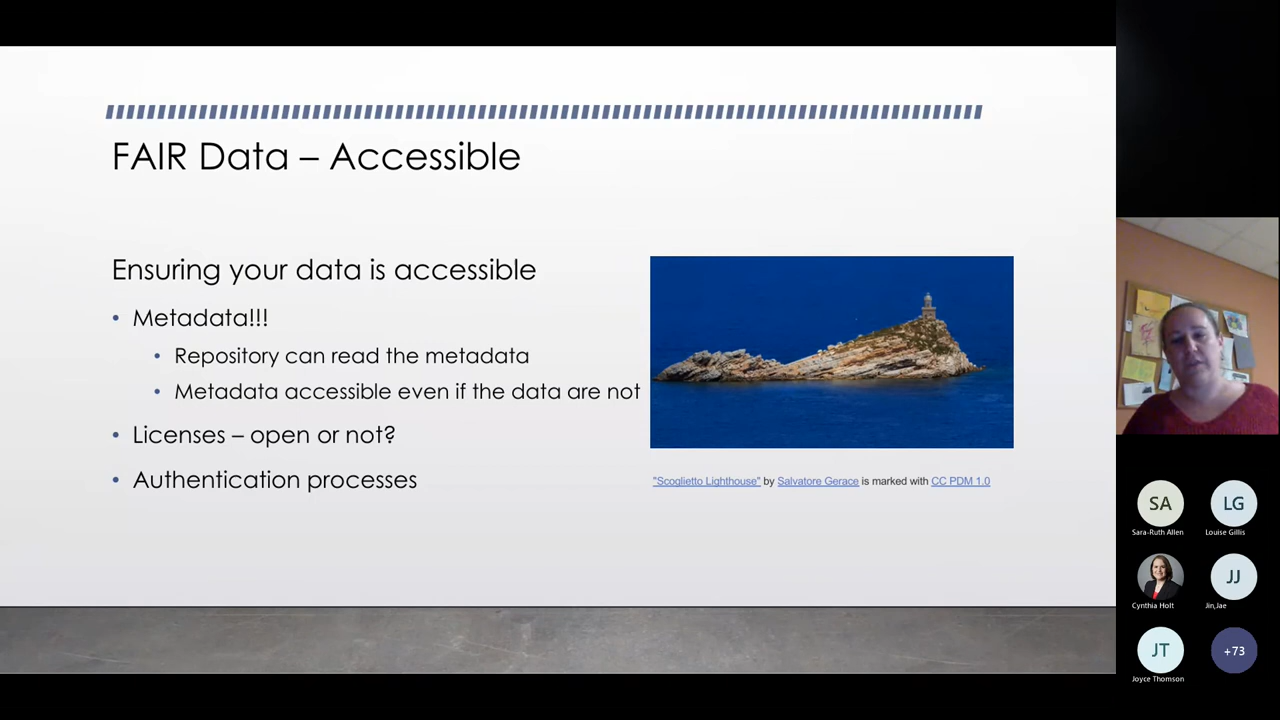 FAIR Data – Accessible
Ensuring your data is accessible
• Metadata!!!
• Repository can read the metadata
• Metadata accessible even if the data are not
• Licenses – open or not?
• Authentication processes
"Scoglietto Lighthouse" by Salvatore Gerace is marked with CC PDM 1.0
SA
Sara-Ruth Allen
LG
Louise Gillis
Cynthia Holt
JJ
Jin,Jae
JT
Joyce Thomson
+73